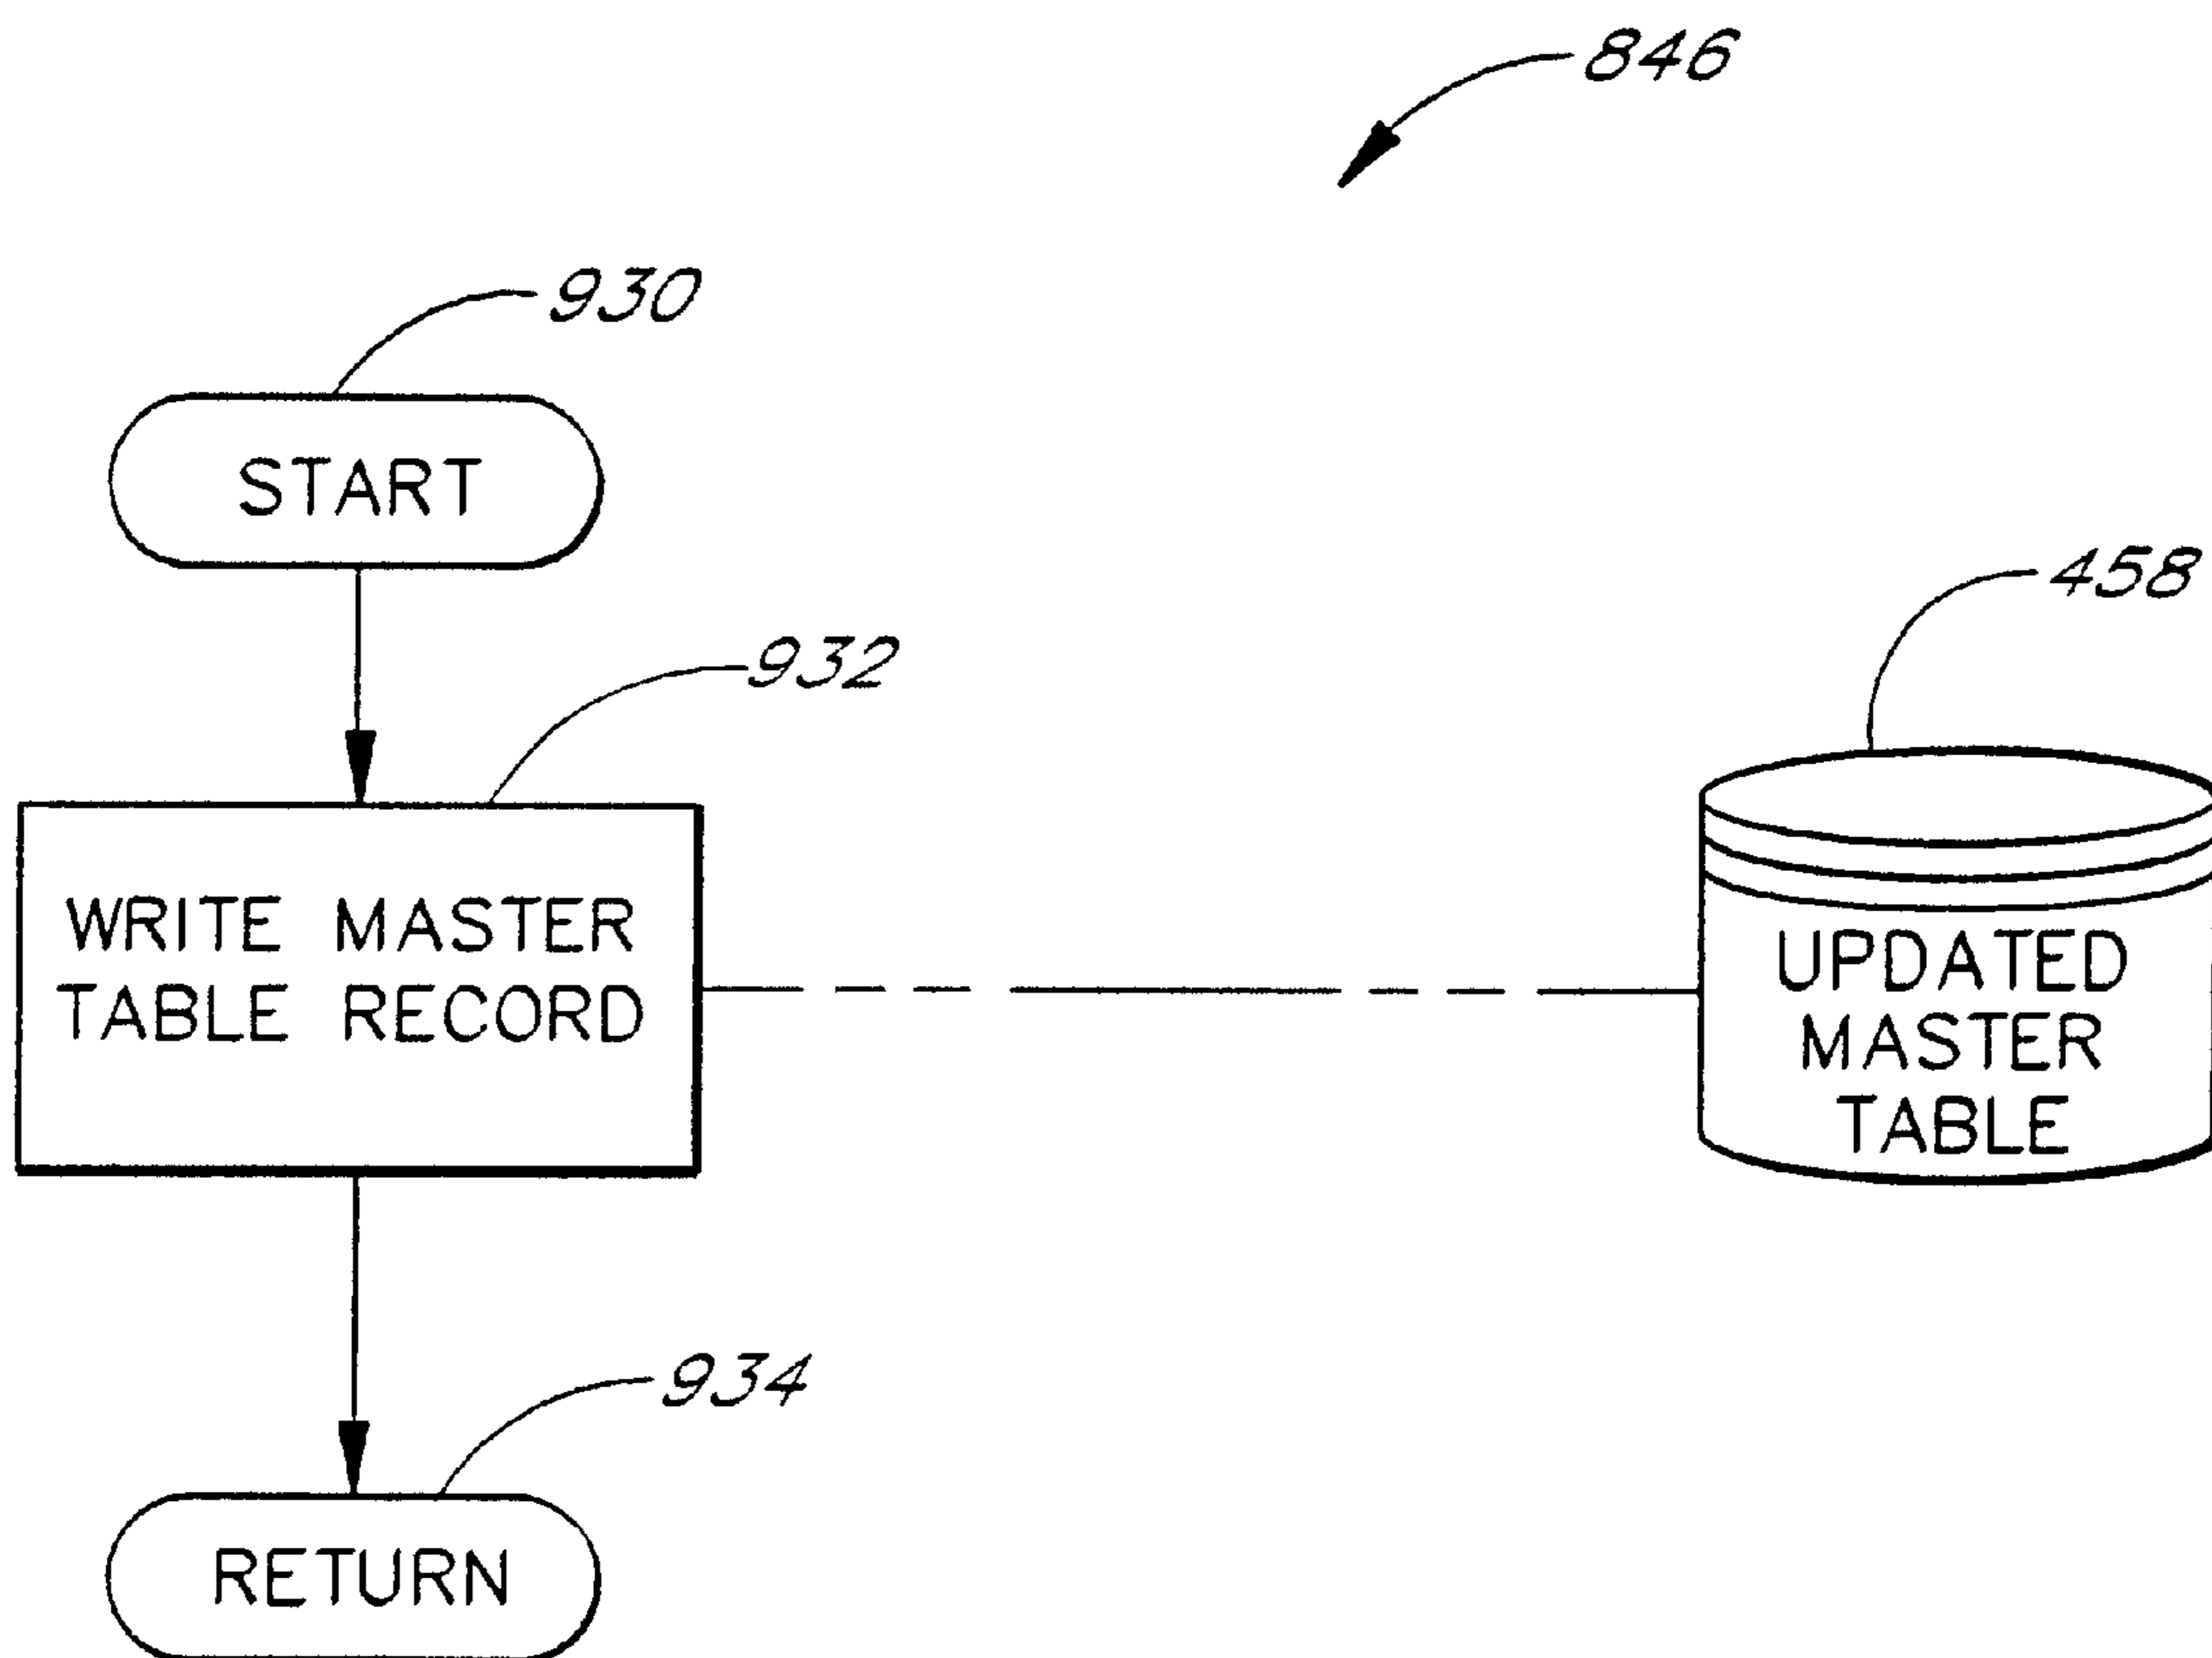 846
930
START
458
932
WRITE MASTER
TABLE RECORD
UPDATED
MASTER
TABLE
934
RETURN